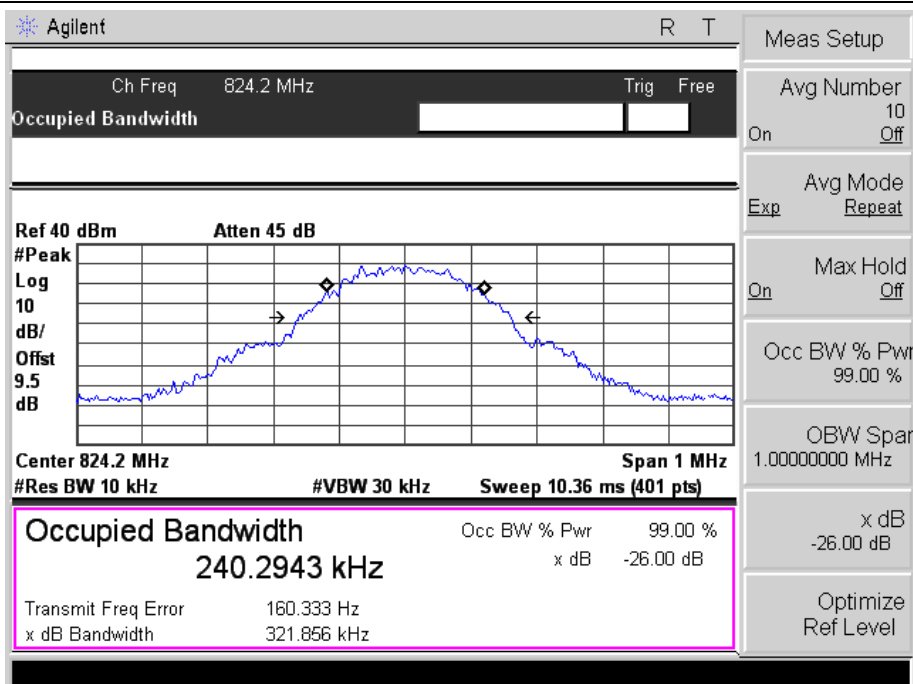 Agilent R T
Ch Freq 824.2 MHz Trig Free
Occupied Bandwidth
Ref 40 dBm Atten 45 dB
#Peak
Log
10
dB/
Offst
9.5
dB
Center 824.2 MHz Span 1 MHz
#Res BW 10 kHz #VBW 30 kHz Sweep 10.36 ms (401 pts)
Occupied Bandwidth
240.2943 kHz
Occ BW % Pwr 99.00 %
x dB -26.00 dB
Transmit Freq Error 160.333 Hz
x dB Bandwidth 321.856 kHz
Meas Setup
Avg Number
10
On Off
Avg Mode
Exp Repeat
Max Hold
On Off
Occ BW % Pwr
99.00 %
OBW Span
1.00000000 MHz
x dB
-26.00 dB
Optimize
Ref Level